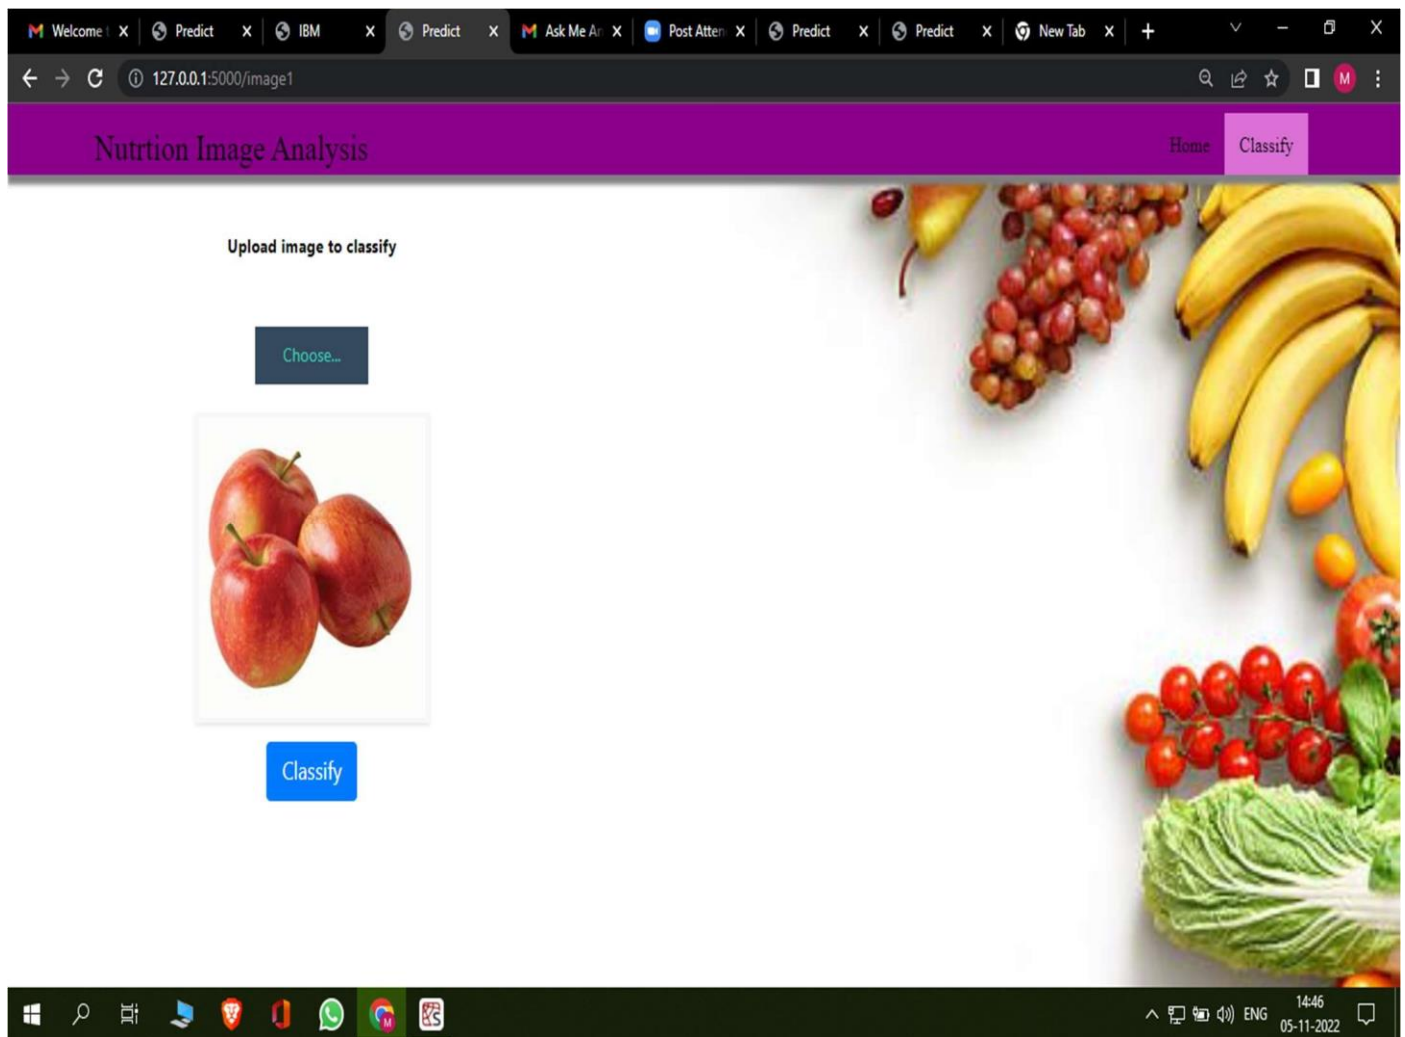 Welcome t
Predict
IBM
Predict
Ask Me An
Post Atten
Predict
Predict
New Tab
127.0.0.1:5000/image1
M
Nutrtion Image Analysis
Home
Classify
Upload image to classify
Choose...
Classify
ENG
14:46
05-11-2022